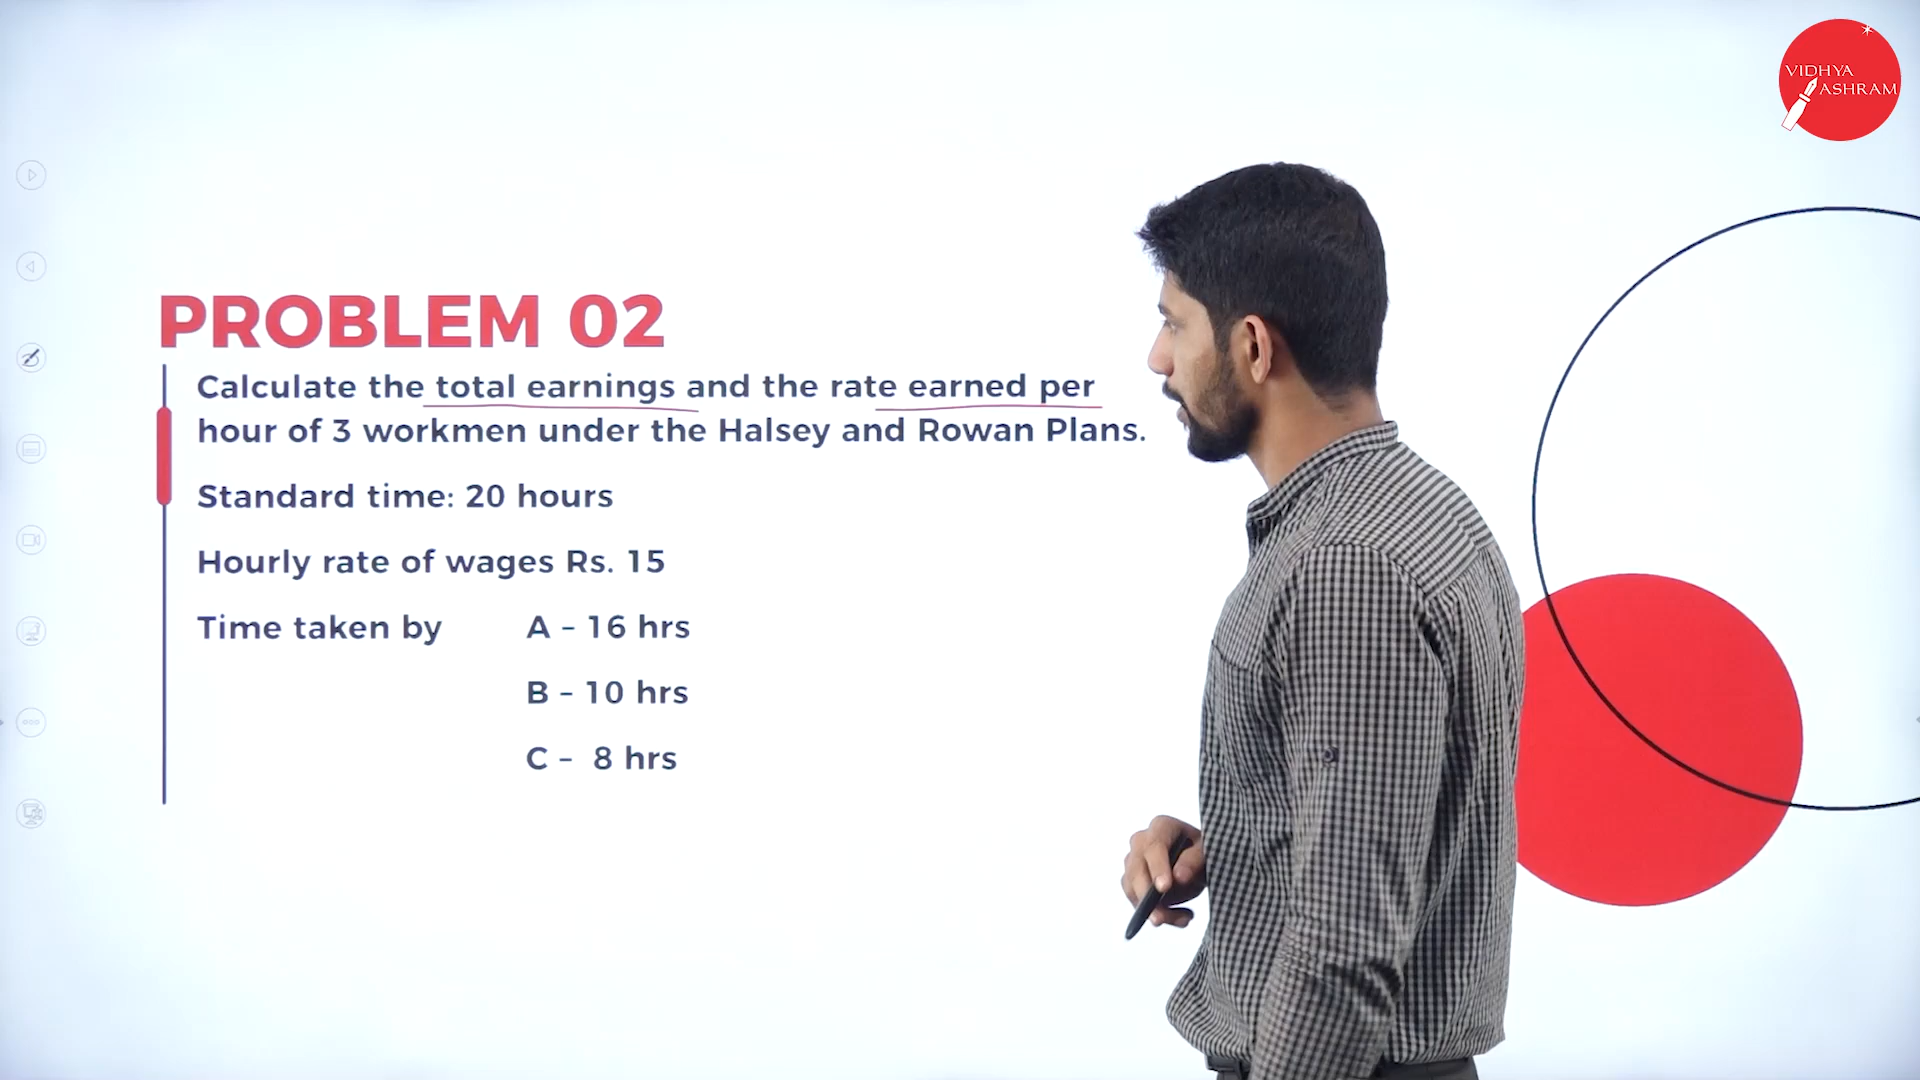 VIDHYA
ASHRAM
PROBLEM 02
Calculate the total earnings and the rate earned per
hour of 3 workmen under the Halsey and Rowan Plans.
Standard time: 20 hours
Hourly rate of wages Rs. 15
Time taken by A – 16 hrs
B – 10 hrs
C – 8 hrs